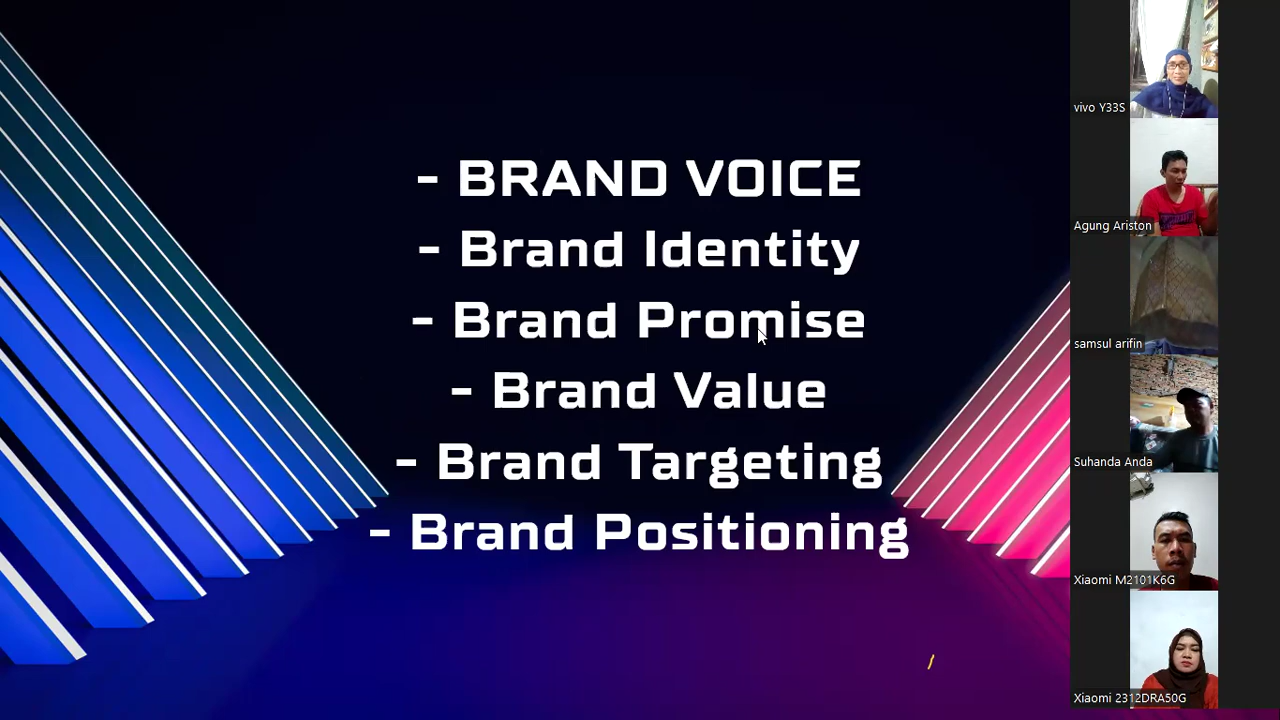 - BRAND VOICE
- Brand Identity
- Brand Promise
- Brand Value
- Brand Targeting
- Brand Positioning
vivo Y33S
Agung Ariston
samsul arifin
Suhanda Anda
Xiaomi M2101K6G
Xiaomi 2312DRA50G